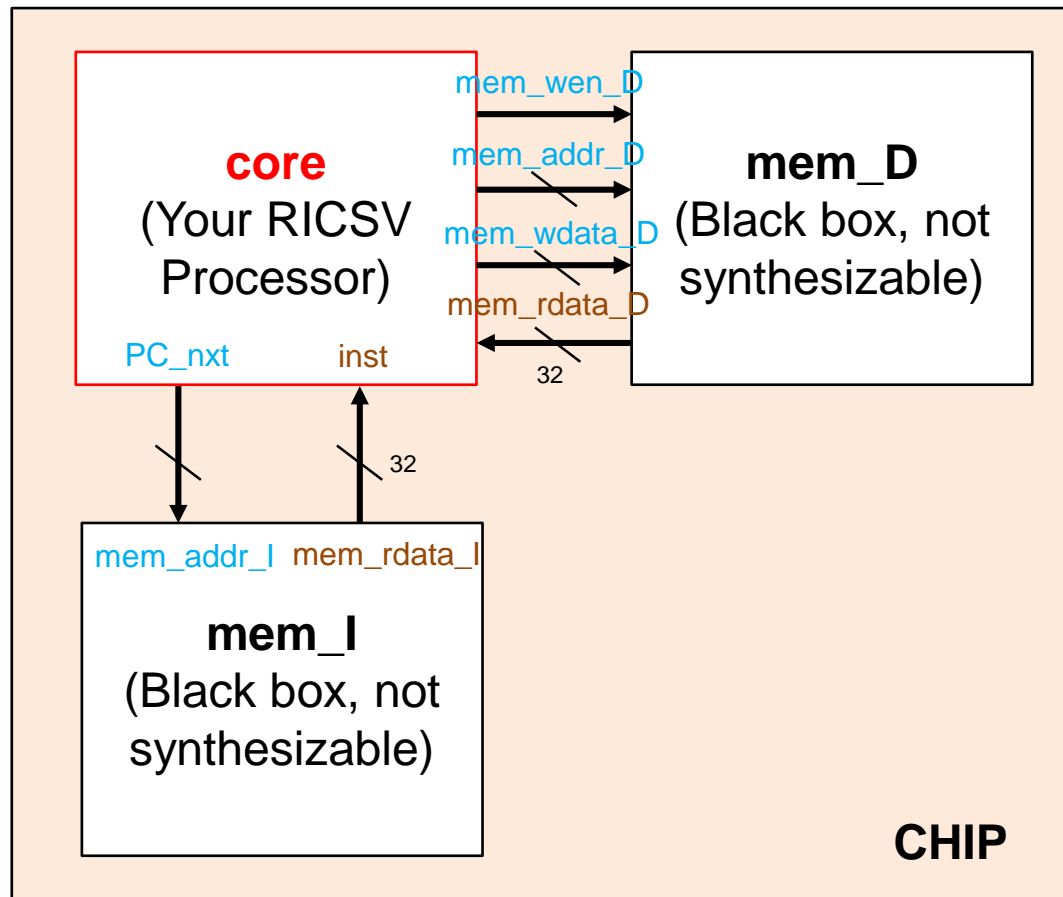 core
(Your RICSV
Processor)
PC_nxt
inst
mem_wen_D
mem_addr_D
mem_wdata_D
mem_rdata_D
32
mem_D
(Black box, not
synthesizable)
32
mem_addr_I
mem_rdata_I
mem_I
(Black box, not
synthesizable)
CHIP